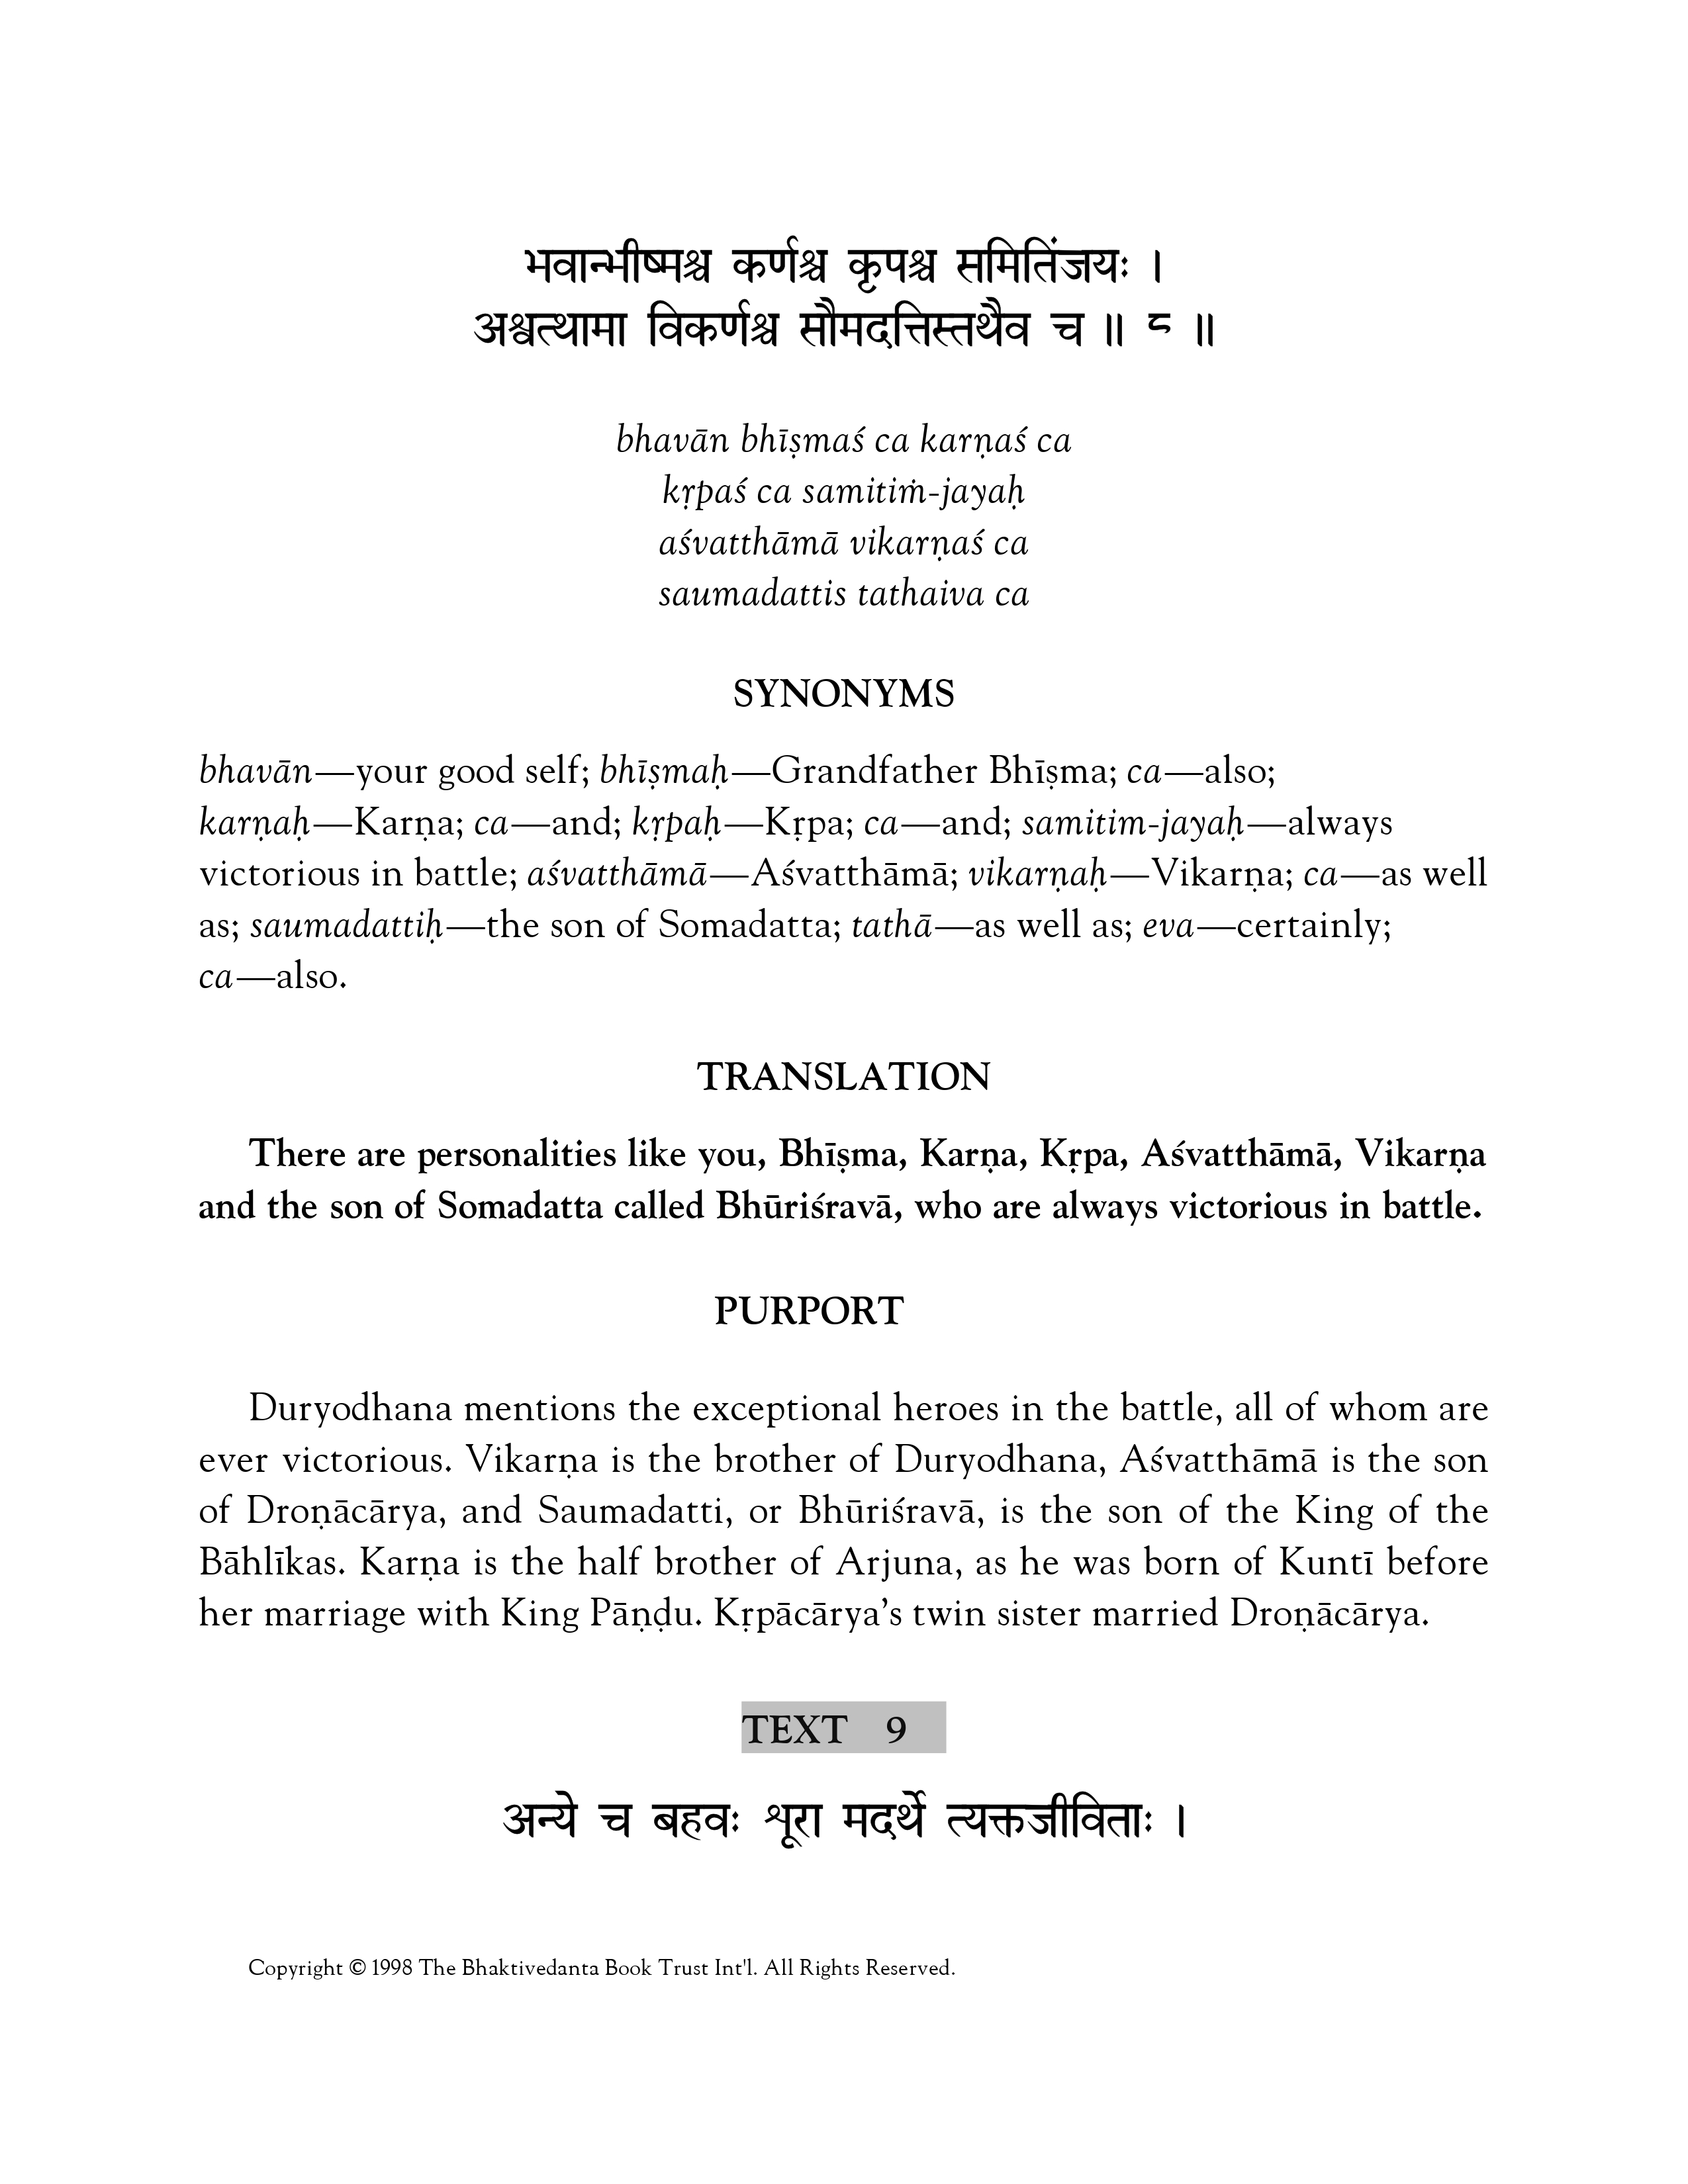 भवान्भीष्मश्च कर्णश्च कृपश्च समितिंजयः ।
अश्वत्थामा विकर्णश्च सौमदत्तिस्तथैव च ॥ ८ ॥
bhavān bhīṣmaś ca karṇaś ca
kṛpaś ca samitiṁ-jayaḥ
aśvatthāmā vikarṇaś ca
saumadattis tathaiva ca
SYNONYMS
bhavān—your good self; bhīṣmaḥ—Grandfather Bhīṣma; ca—also;
karṇaḥ—Karṇa; ca—and; kṛpaḥ—Kṛpa; ca—and; samitim-jayaḥ—always
victorious in battle; aśvatthāmā—Aśvatthāmā; vikarṇaḥ—Vikarṇa; ca—as well
as; saumadattiḥ—the son of Somadatta; tathā—as well as; eva—certainly;
ca—also.
TRANSLATION
There are personalities like you, Bhīṣma, Karṇa, Kṛpa, Aśvatthāmā, Vikarṇa
and the son of Somadatta called Bhūriśravā, who are always victorious in battle.
PURPORT
Duryodhana mentions the exceptional heroes in the battle, all of whom are
ever victorious. Vikarṇa is the brother of Duryodhana, Aśvatthāmā is the son
of Droṇācārya, and Saumadatti, or Bhūriśravā, is the son of the King of the
Bāhlīkas. Karṇa is the half brother of Arjuna, as he was born of Kuntī before
her marriage with King Pāṇḍu. Kṛpācārya’s twin sister married Droṇācārya.
TEXT 9
अन्ये च बहवः शूरा मदर्थे त्यक्तजीविताः ।
Copyright © 1998 The Bhaktivedanta Book Trust Int'l. All Rights Reserved.